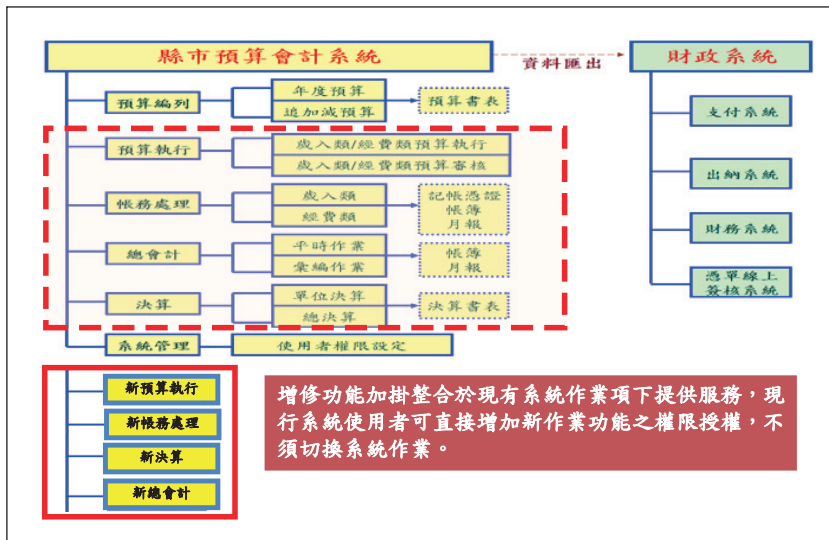 縣市預算會計系統
資料匯出
財政系統
預算編列
年度預算
追加減預算
預算書表
預算執行
歲入類/經費類預算執行
歲入類/經費類預算審核
帳務處理
歲入類
經費類
記帳憑證
帳簿
月報
總會計
平時作業
彙編作業
帳簿
月報
決算
單位決算
總決算
決算書表
系統管理
使用者權限設定
支付系統
出納系統
財務系統
憑單線上
簽核系統
新預算執行
新帳務處理
新決算
新總會計
增修功能加掛整合於現有系統作業項下提供服務，現
行系統使用者可直接增加新作業功能之權限授權，不
須切換系統作業。